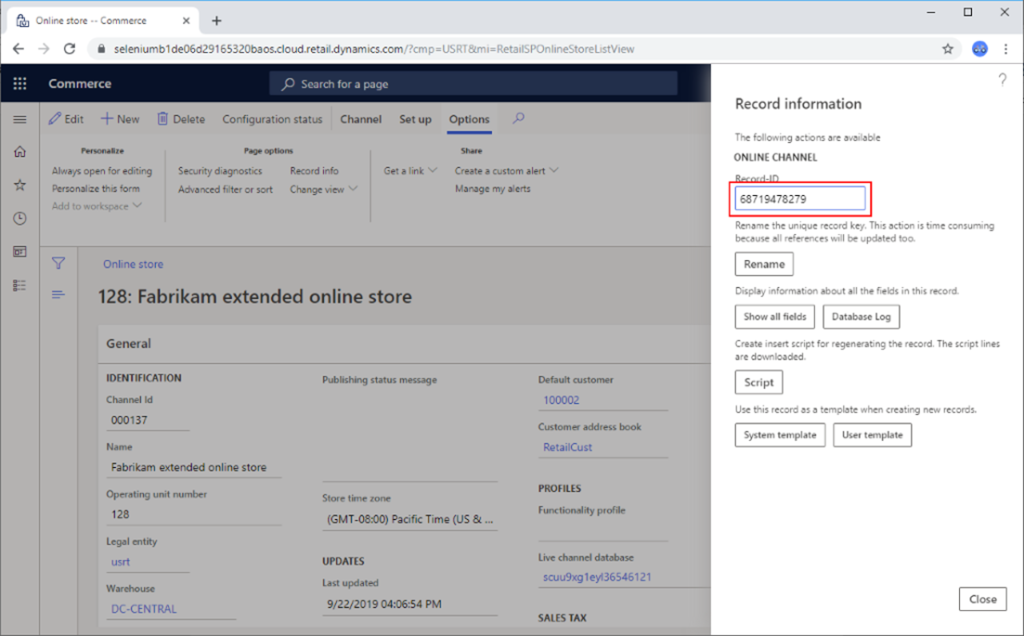 Online store -- Commerce
seleniumb1de06d29165320baos.cloud.retail.dynamics.com/?cmp=USRT&mi=RetailSPOnlineStoreListView
Commerce
Search for a page
Edit New Delete Configuration status Channel Set up Options
Personalize
Always open for editing
Personalize this form
Add to workspace
Page options
Security diagnostics
Advanced filter or sort
Record info
Change view
Share
Get a link
Create a custom alert
Manage my alerts
Online store
128: Fabrikam extended online store
General
IDENTIFICATION
Channel Id
000137
Name
Fabrikam extended online store
Operating unit number
128
Legal entity
usrt
Warehouse
DC-CENTRAL
Publishing status message
Store time zone
(GMT-08:00) Pacific Time (US & ...
UPDATES
Last updated
9/22/2019 04:06:54 PM
Default customer
100002
Customer address book
RetailCust
PROFILES
Functionality profile
Live channel database
scuu9xg1eyl36546121
SALES TAX
?
Record information
The following actions are available
ONLINE CHANNEL
Record-ID
68719478279
Rename the unique record key. This action is time consuming
because all references will be updated too.
Rename
Display information about all the fields in this record.
Show all fields Database Log
Create insert script for regenerating the record. The script lines
are downloaded.
Script
Use this record as a template when creating new records.
System template User template
Close